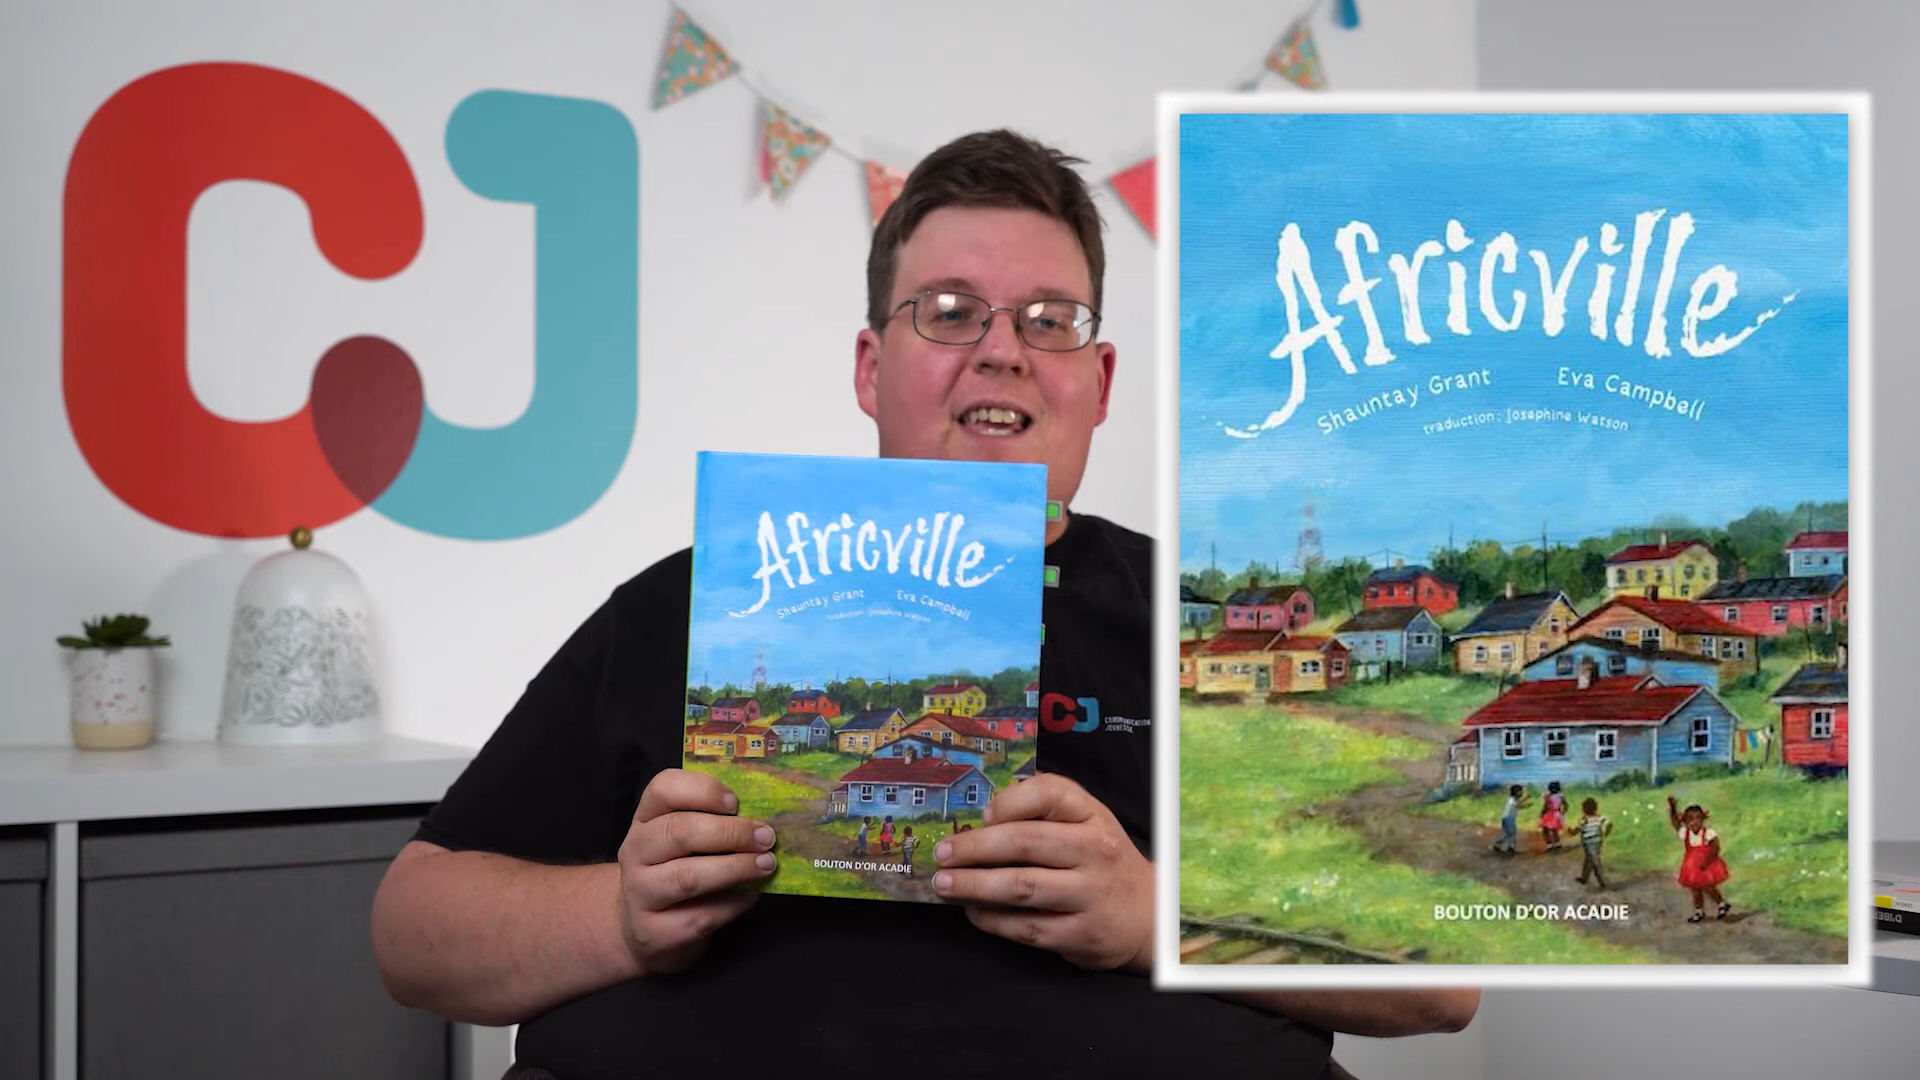 CJ
Africville
Shauntay Grant Eva Campbell
traduction: Josephine Watson
BOUTON D'OR ACADIE
CJ COMMUNICATION
JEUNESSE
Africville
Shauntay Grant Eva Campbell
traduction: Josephine Watson
BOUTON D'OR ACADIE